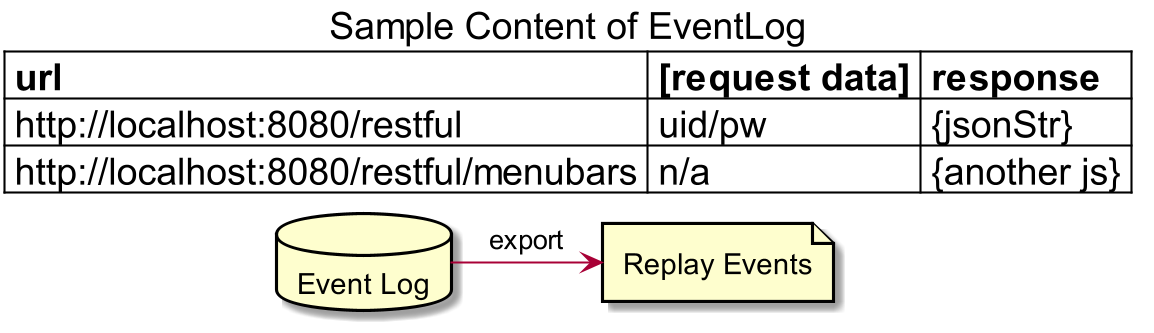 Sample Content of EventLog
url [request data] response
http://localhost:8080/restful uid/pw {jsonStr}
http://localhost:8080/restful/menubars n/a {another js}
export
Event Log
Replay Events